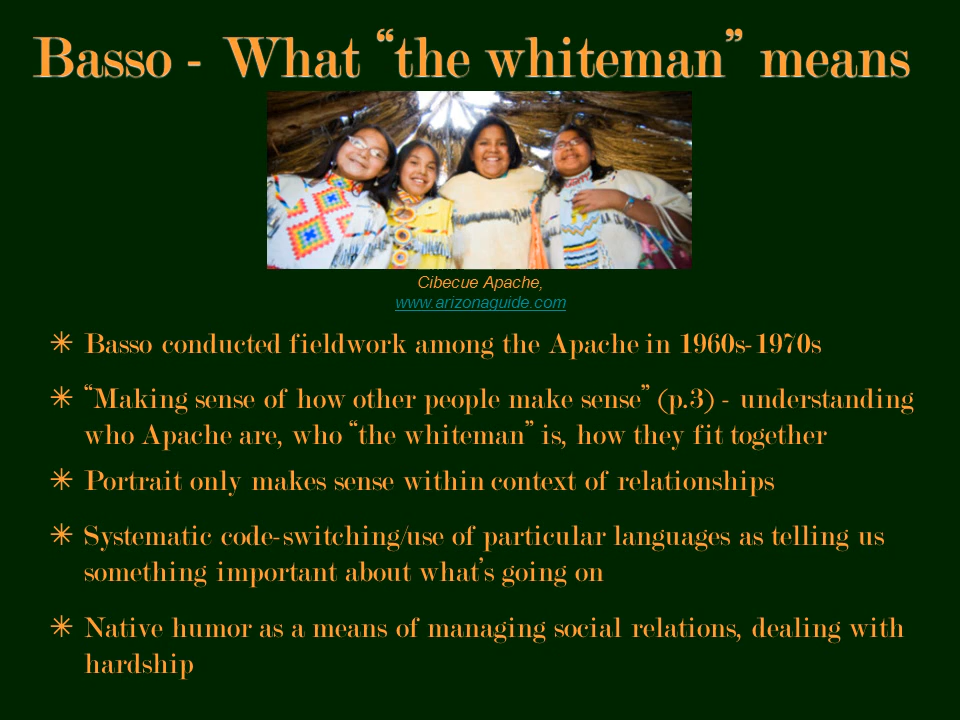 Basso - What “the whiteman” means
Cibecue Apache,
www.arizonaguide.com
✴ Basso conducted fieldwork among the Apache in 1960s-1970s
✴ “Making sense of how other people make sense” (p.3) - understanding
who Apache are, who “the whiteman” is, how they fit together
✴ Portrait only makes sense within context of relationships
✴ Systematic code-switching/use of particular languages as telling us
something important about what’s going on
✴ Native humor as a means of managing social relations, dealing with
hardship